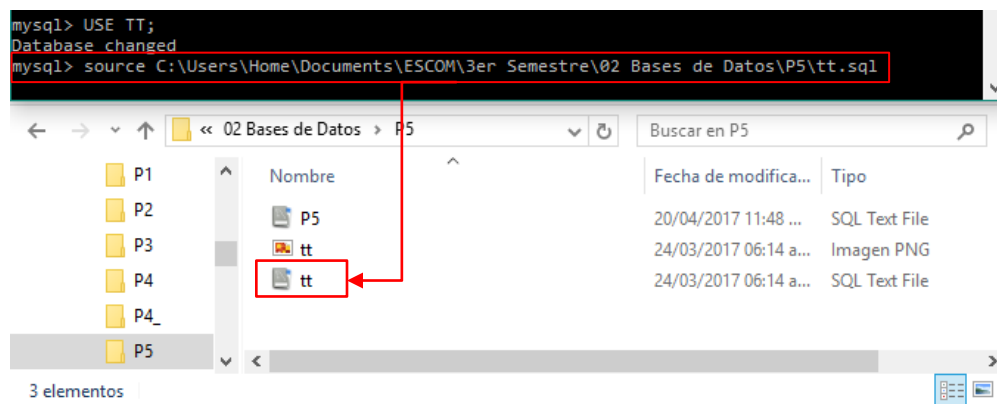 mysql> USE TT;
Database changed
mysql> source C:\Users\Home\Documents\ESCOM\3er Semestre\02 Bases de Datos\P5\tt.sql
« 02 Bases de Datos > P5
Buscar en P5
Nombre Fecha de modifica... Tipo
P1
P2
P3
P4
P4_
P5
P5 20/04/2017 11:48 ... SQL Text File
tt 24/03/2017 06:14 a... Imagen PNG
tt 24/03/2017 06:14 a... SQL Text File
3 elementos